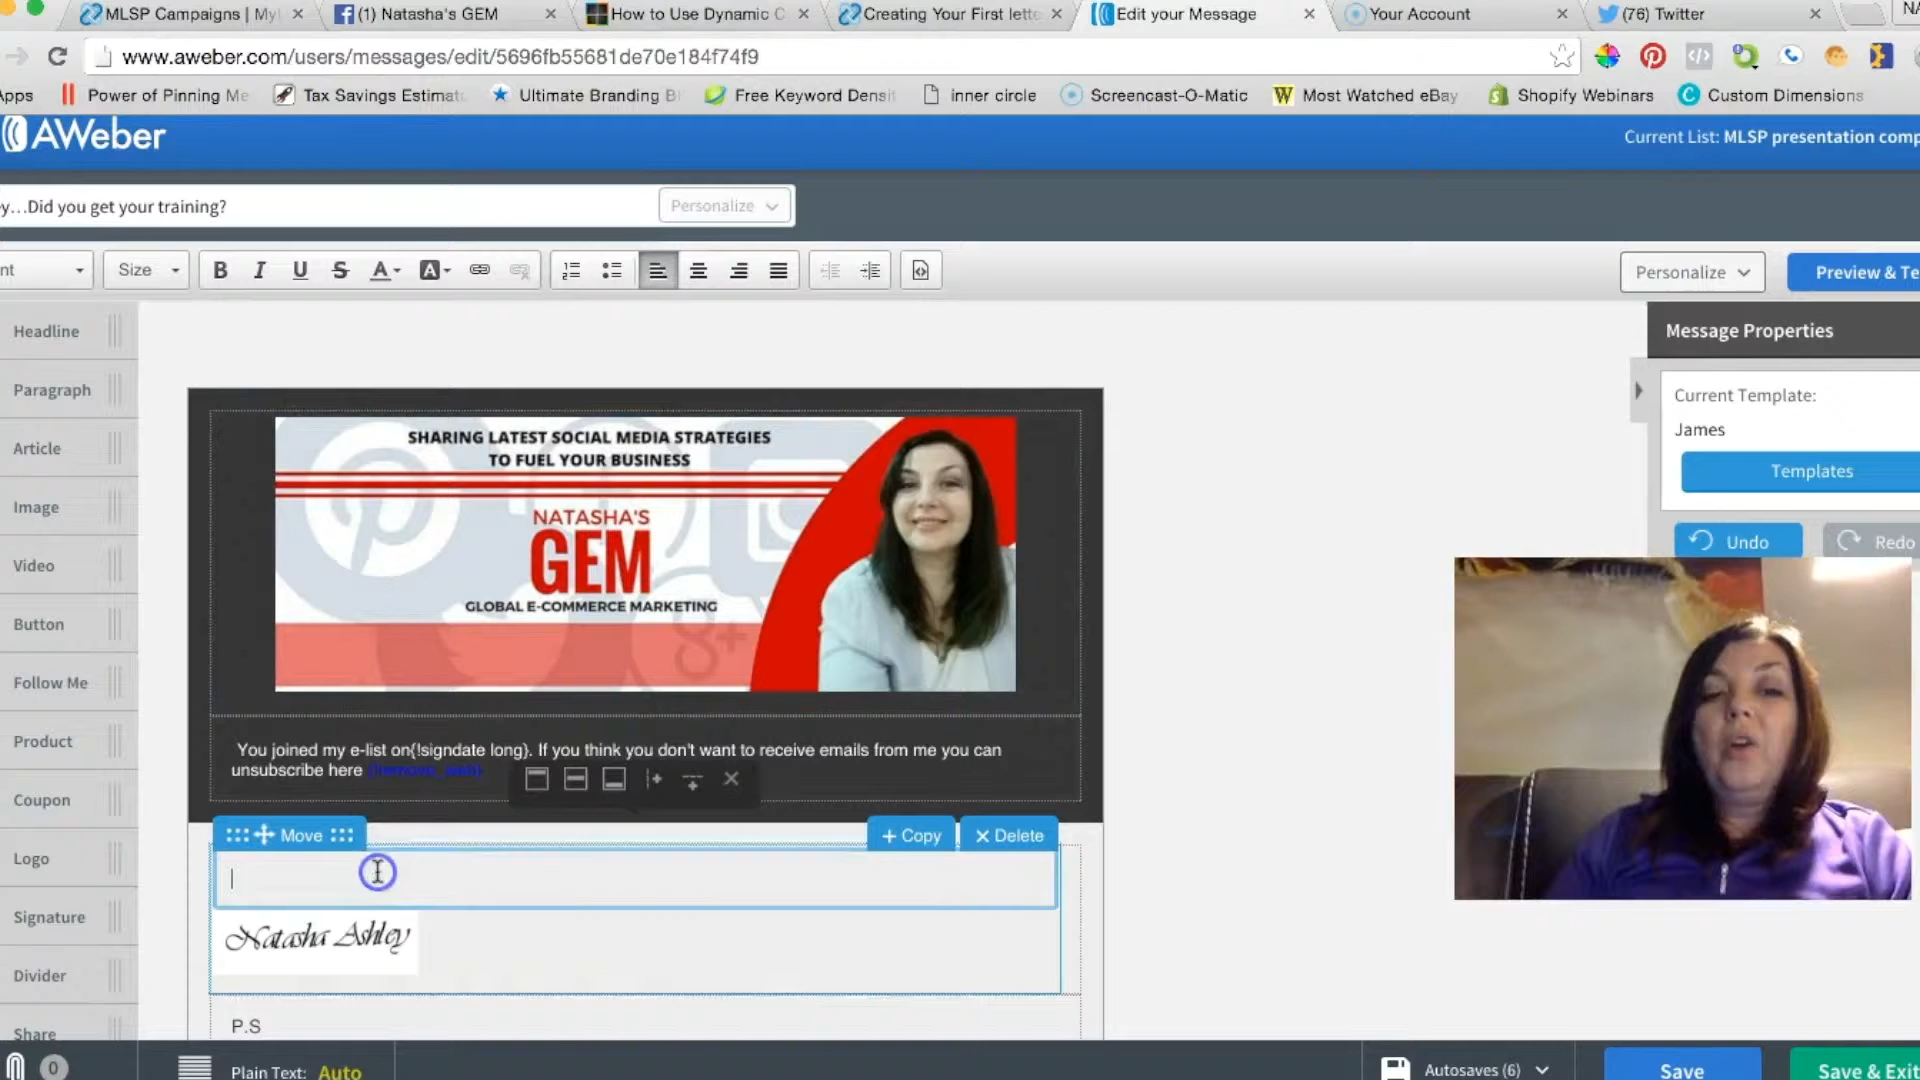 MLSP Campaigns | My
(1) Natasha's GEM
How to Use Dynamic C
Creating Your First lette
Edit your Message
Your Account
(76) Twitter
NA
www.aweber.com/users/messages/edit/5696fb55681de70e184f74f9
Apps
Power of Pinning Me
Tax Savings Estimat
Ultimate Branding B
Free Keyword Densit
inner circle
Screencast-O-Matic
Most Watched eBay
Shopify Webinars
Custom Dimensions
AWeber
Current List: MLSP presentation comp
y...Did you get your training?
Personalize
nt
Size
B I U S A A
Personalize
Preview & Te
Headline
Paragraph
Article
Image
Video
Button
Follow Me
Product
Coupon
Logo
Signature
Divider
Share
Message Properties
Current Template:
James
Templates
Undo
Redo
SHARING LATEST SOCIAL MEDIA STRATEGIES
TO FUEL YOUR BUSINESS
NATASHA'S
GEM
GLOBAL E-COMMERCE MARKETING
8+
You joined my e-list on{!signdate long}. If you think you don't want to receive emails from me you can
unsubscribe here {!remove_web}
Move
+ Copy
X Delete
Natasha Ashley
P.S
0
Plain Text: Auto
Autosaves (6)
Save
Save & Exit